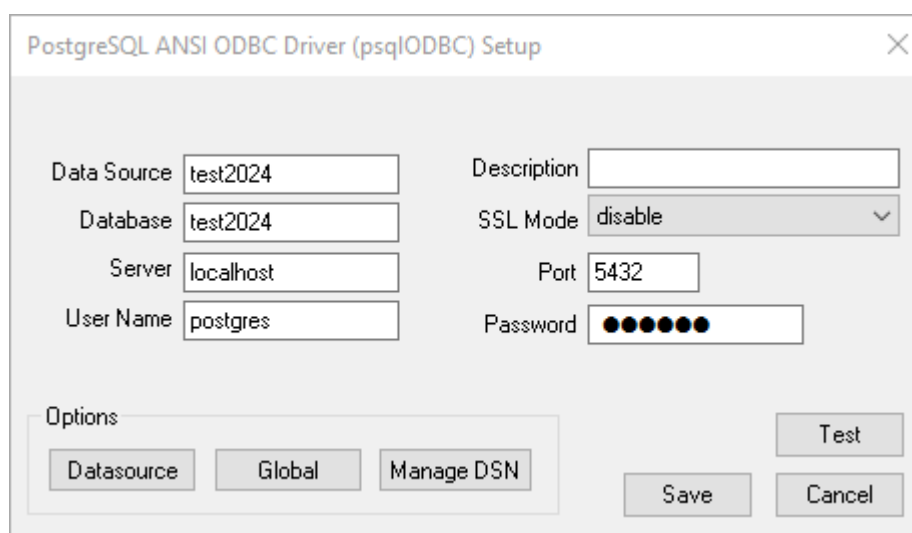 PostgreSQL ANSI ODBC Driver (psqlODBC) Setup
Data Source test2024 Description
Database test2024 SSL Mode disable
Server localhost Port 5432
User Name postgres Password ●●●●●●
Options
Datasource Global Manage DSN
Test
Save Cancel